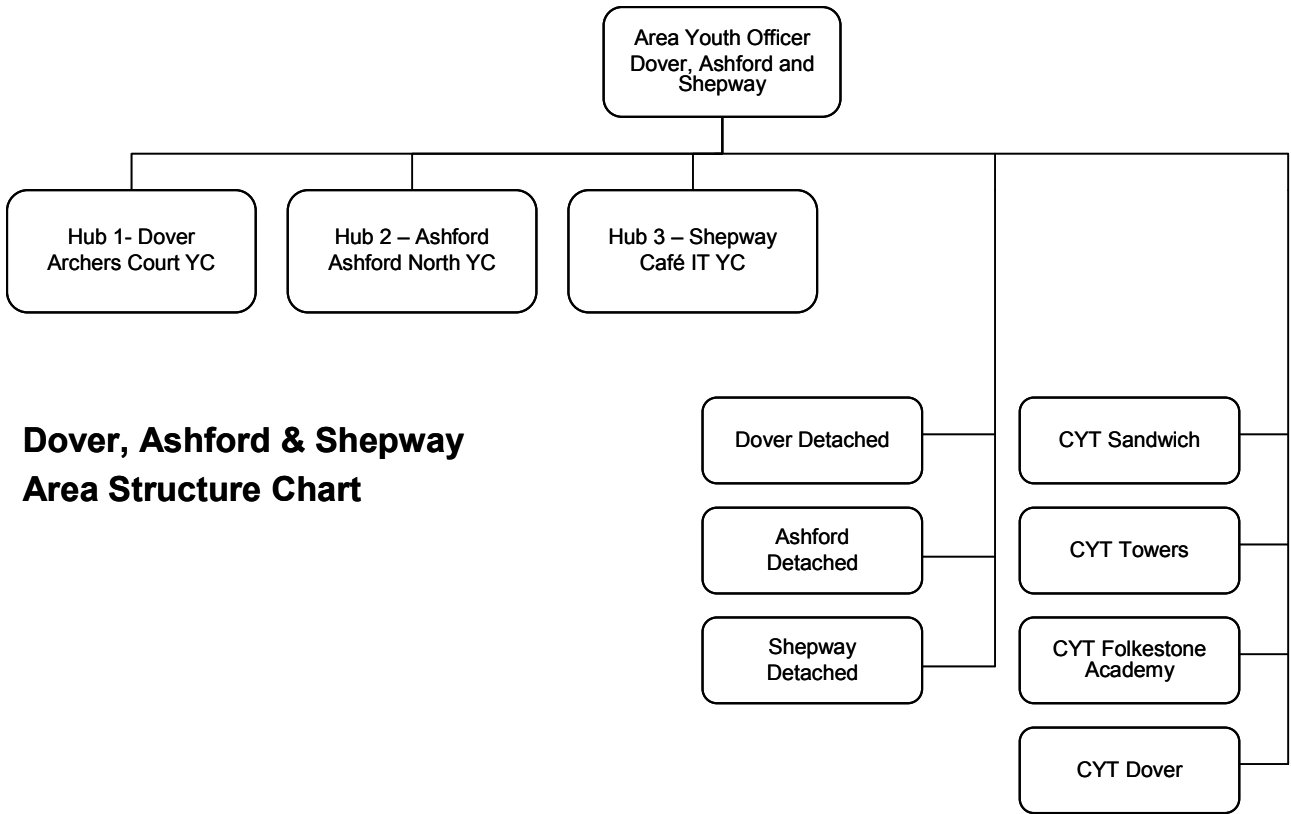 Area Youth Officer
Dover, Ashford and
Shepway
Hub 1- Dover
Archers Court YC
Hub 2 – Ashford
Ashford North YC
Hub 3 – Shepway
Café IT YC
Dover, Ashford & Shepway
Area Structure Chart
Dover Detached
Ashford
Detached
Shepway
Detached
CYT Sandwich
CYT Towers
CYT Folkestone
Academy
CYT Dover